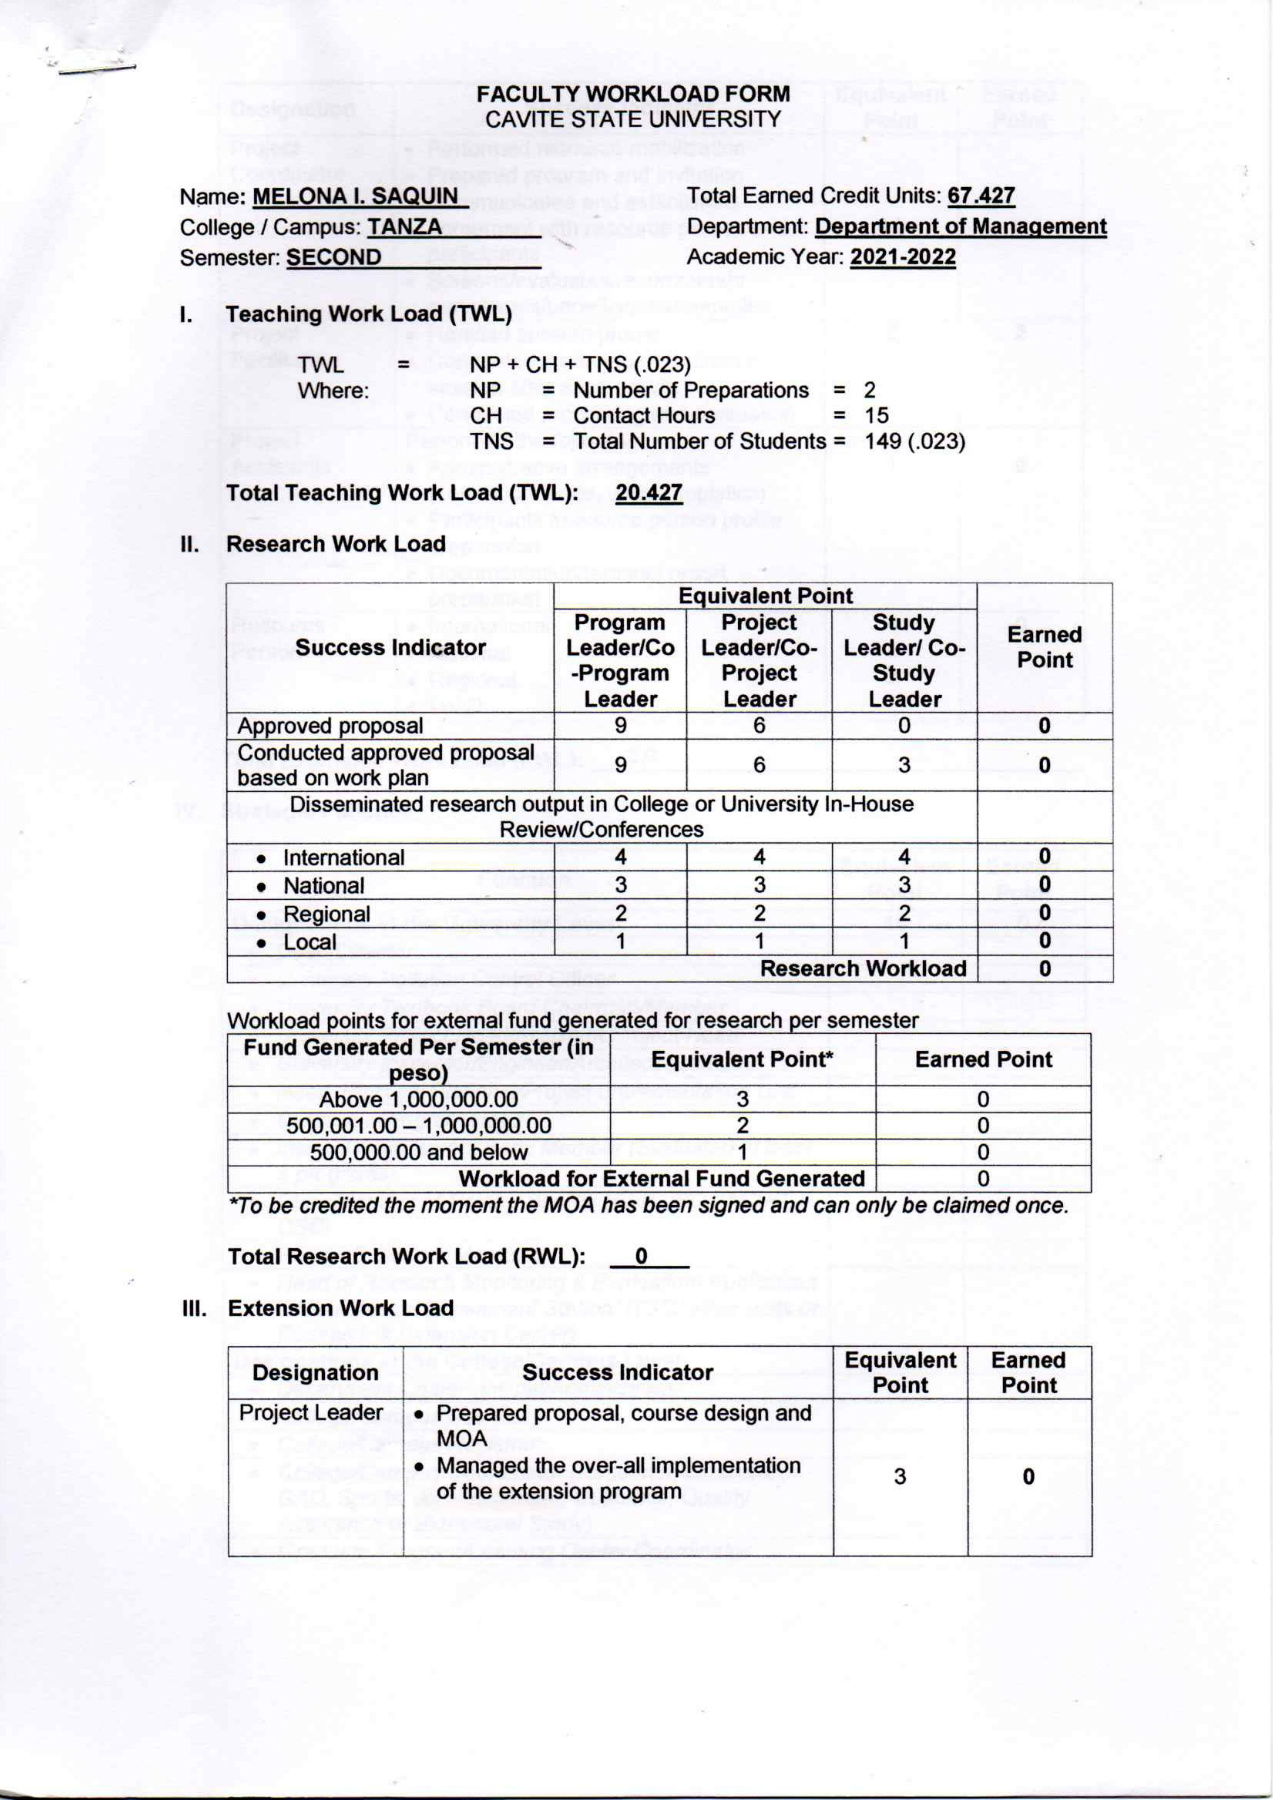 FACULTY WORKLOAD FORM
CAVITE STATE UNIVERSITY
Name: MELONA I. SAQUIN Total Earned Credit Units: 67.427
College / Campus: TANZA Department: Department of Management
Semester: SECOND Academic Year: 2021-2022
I. Teaching Work Load (TWL)
TWL = NP + CH + TNS (.023)
Where: NP = Number of Preparations = 2
CH = Contact Hours = 15
TNS = Total Number of Students = 149 (.023)
Total Teaching Work Load (TWL): 20.427
II. Research Work Load
Success Indicator
Equivalent Point
Program
Leader/Co
-Program
Leader
Project
Leader/Co-
Project
Leader
Study
Leader/ Co-
Study
Leader
Earned
Point
Approved proposal 9 6 0 0
Conducted approved proposal
based on work plan 9 6 3 0
Disseminated research output in College or University In-House
Review/Conferences
• International 4 4 4 0
• National 3 3 3 0
• Regional 2 2 2 0
• Local 1 1 1 0
Research Workload 0
Workload points for external fund generated for research per semester
Fund Generated Per Semester (in
peso) Equivalent Point* Earned Point
Above 1,000,000.00 3 0
500,001.00 – 1,000,000.00 2 0
500,000.00 and below 1 0
Workload for External Fund Generated 0
*To be credited the moment the MOA has been signed and can only be claimed once.
Total Research Work Load (RWL): 0
III. Extension Work Load
Designation Success Indicator
Equivalent
Point
Earned
Point
Project Leader • Prepared proposal, course design and
MOA
• Managed the over-all implementation
of the extension program
3 0